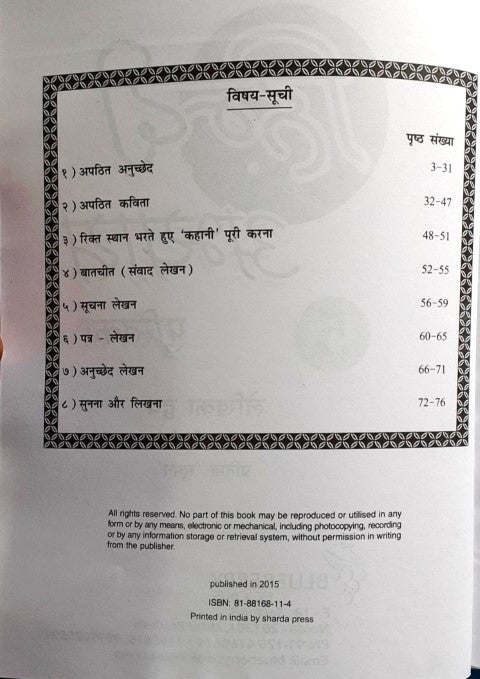 विषय-सूची
पृष्ठ संख्या
१ ) अपठित अनुच्छेद 3-31
२ ) अपठित कविता 32-47
३ ) रिक्त स्थान भरते हुए ‘कहानी’ पूरी करना 48-51
४ ) बातचीत ( संवाद लेखन ) 52-55
५ ) सूचना लेखन 56-59
६ ) पत्र - लेखन 60-65
७ ) अनुच्छेद लेखन 66-71
८ ) सुनना और लिखना 72-76
All rights reserved. No part of this book may be reproduced or utilised in any
form or by any means, electronic or mechanical, including photocopying, recording
or by any information storage or retrieval system, without permission in writing
from the publisher.
published in 2015
ISBN: 81-88168-11-4
Printed in india by sharda press